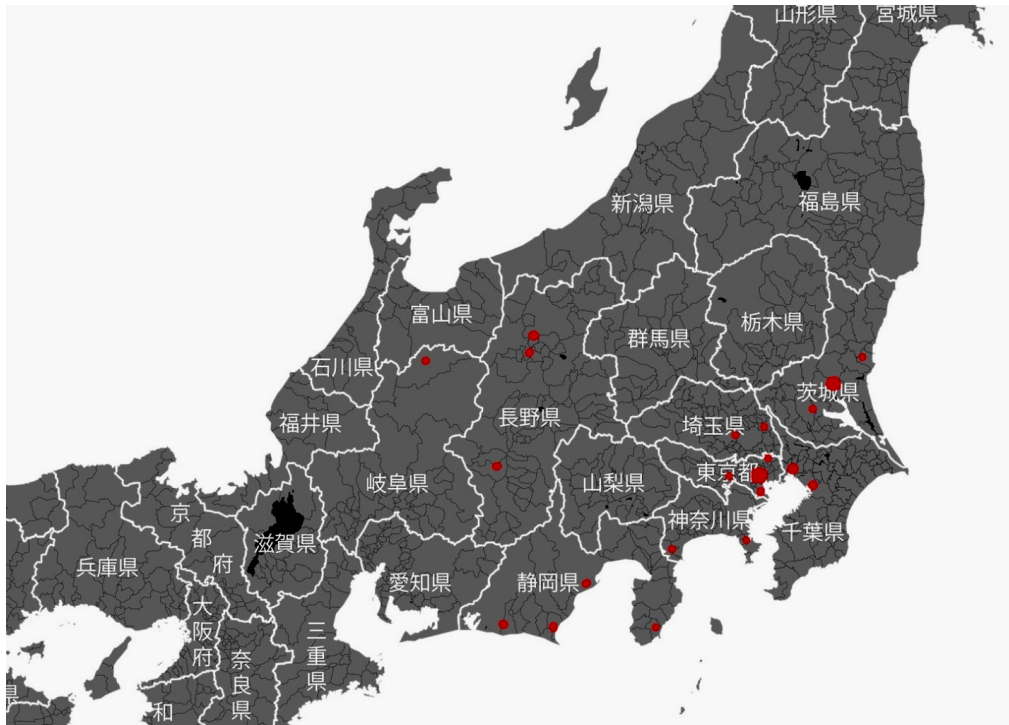 山形県
宮城県
新潟県
福島県
富山県
石川県
群馬県
栃木県
福井県
長野県
茨城県
埼玉県
岐阜県
山梨県
東京都
神奈川県
千葉県
京都府
滋賀県
兵庫県
愛知県
静岡県
大阪府
奈良県
三重県
和
県